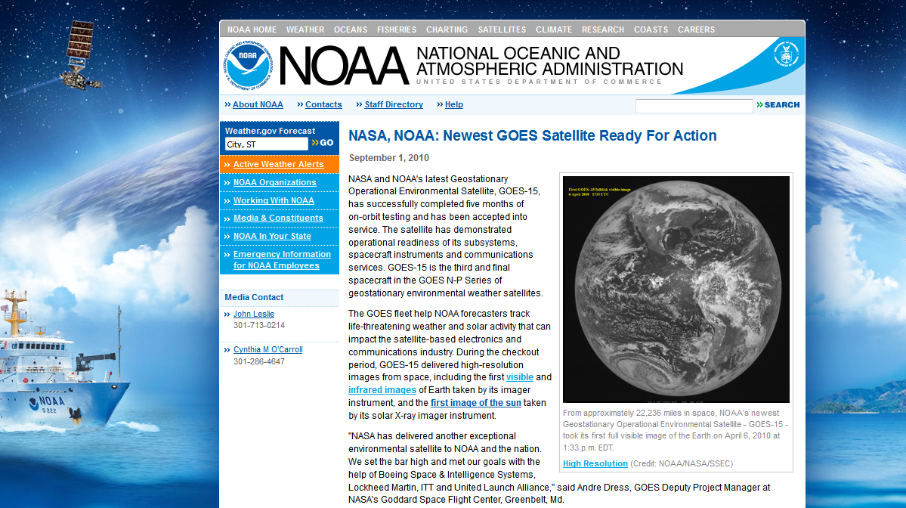 NOAA HOME WEATHER OCEANS FISHERIES CHARTING SATELLITES CLIMATE RESEARCH COASTS CAREERS
NOAA
NOAA
NATIONAL OCEANIC AND
ATMOSPHERIC ADMINISTRATION
UNITED STATES DEPARTMENT OF COMMERCE
About NOAA Contacts Staff Directory Help SEARCH
Weather.gov Forecast
City, ST GO
Active Weather Alerts
NOAA Organizations
Working With NOAA
Media & Constituents
NOAA In Your State
Emergency Information
for NOAA Employees
Media Contact
John Leslie
301-713-0214
Cynthia M O'Carroll
301-286-4647
NASA, NOAA: Newest GOES Satellite Ready For Action
September 1, 2010
NASA and NOAA's latest Geostationary
Operational Environmental Satellite, GOES-15,
has successfully completed five months of
on-orbit testing and has been accepted into
service. The satellite has demonstrated
operational readiness of its subsystems,
spacecraft instruments and communications
services. GOES-15 is the third and final
spacecraft in the GOES N-P Series of
geostationary environmental weather satellites.
The GOES fleet help NOAA forecasters track
life-threatening weather and solar activity that can
impact the satellite-based electronics and
communications industry. During the checkout
period, GOES-15 delivered high-resolution
images from space, including the first visible and
infrared images of Earth taken by its imager
instrument, and the first image of the sun taken
by its solar X-ray imager instrument.
"NASA has delivered another exceptional
environmental satellite to NOAA and the nation.
We set the bar high and met our goals with the
help of Boeing Space & Intelligence Systems,
Lockheed Martin, ITT and United Launch Alliance," said Andre Dress, GOES Deputy Project Manager at
NASA's Goddard Space Flight Center, Greenbelt, Md.
First GOES-15 full disk visible image
From approximately 22,236 miles in space, NOAA's newest
Geostationary Operational Environmental Satellite - GOES-15 -
took its first full visible image of the Earth on April 6, 2010 at
1:33 p.m. EDT.
High Resolution (Credit: NOAA/NASA/SSEC)
NOAA